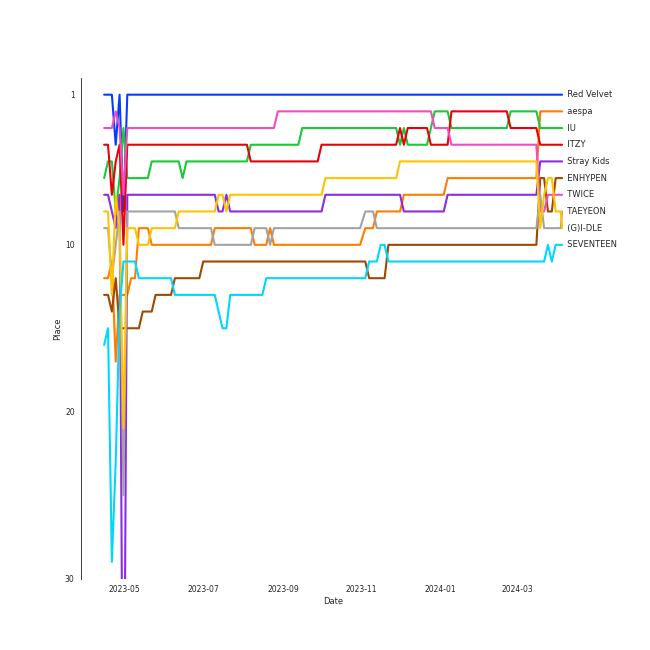 1
10
20
30
Place
2023-05
2023-07
2023-09
2023-11
2024-01
2024-03
Date
Red Velvet
aespa
IU
ITZY
Stray Kids
ENHYPEN
TWICE
TAEYEON
(G)I-DLE
SEVENTEEN